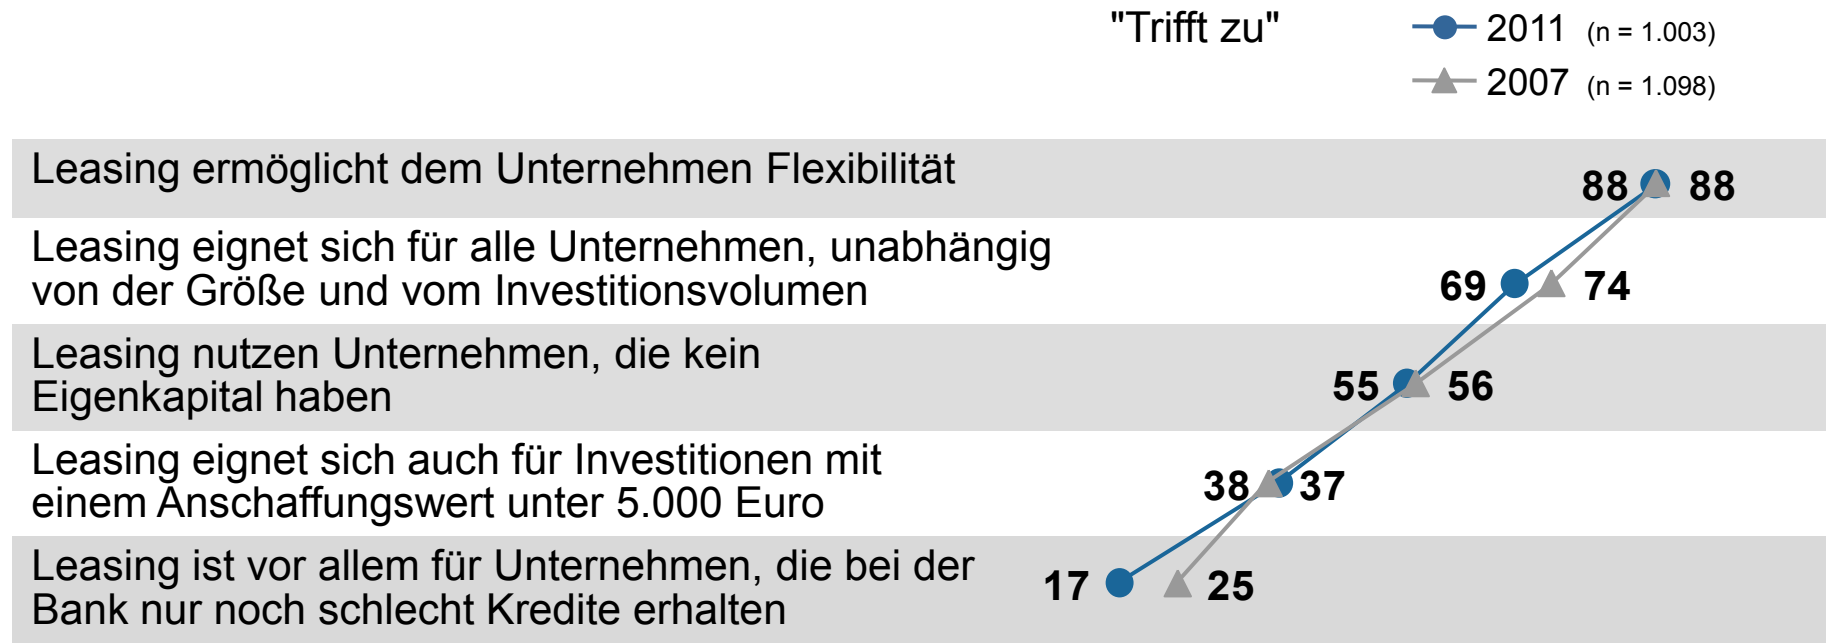 "Trifft zu"
2011 (n = 1.003)
2007 (n = 1.098)
Leasing ermöglicht dem Unternehmen Flexibilität
88 88
Leasing eignet sich für alle Unternehmen, unabhängig
von der Größe und vom Investitionsvolumen
69 74
Leasing nutzen Unternehmen, die kein
Eigenkapital haben
55 56
Leasing eignet sich auch für Investitionen mit
einem Anschaffungswert unter 5.000 Euro
38 37
Leasing ist vor allem für Unternehmen, die bei der
Bank nur noch schlecht Kredite erhalten
17 25